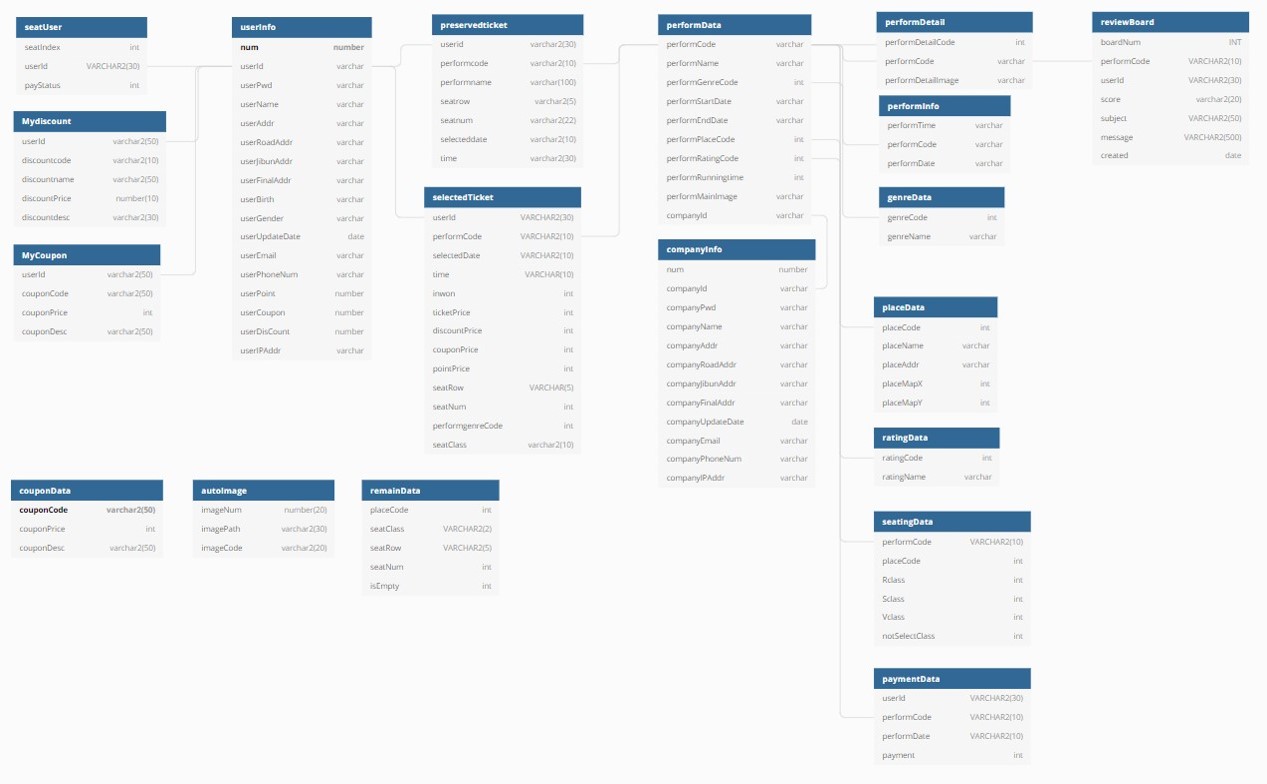 seatUser
seatIndex int
userId VARCHAR2(30)
payStatus int
Mydiscount
userId varchar2(50)
discountcode varchar2(10)
discountname varchar2(50)
discountPrice number(10)
discountdesc varchar2(30)
MyCoupon
userId varchar2(50)
couponCode varchar2(50)
couponPrice int
couponDesc varchar2(50)
userInfo
num number
userId varchar
userPwd varchar
userName varchar
userAddr varchar
userRoadAddr varchar
userJibunAddr varchar
userFinalAddr varchar
userBirth varchar
userGender varchar
userUpdateDate date
userEmail varchar
userPhoneNum varchar
userPoint number
userCoupon number
userDisCount number
userIPAddr varchar
preservedticket
userid varchar2(30)
performcode varchar2(10)
performname varchar(100)
seatrow varchar2(5)
seatnum varchar2(22)
selecteddate varchar2(10)
time varchar2(30)
selectedTicket
userId VARCHAR2(30)
performCode VARCHAR2(10)
selectedDate VARCHAR2(10)
time VARCHAR(10)
inwon int
ticketPrice int
discountPrice int
couponPrice int
pointPrice int
seatRow VARCHAR(5)
seatNum int
performgenreCode int
seatClass varchar2(10)
performData
performCode varchar
performName varchar
performGenreCode int
performStartDate varchar
performEndDate varchar
performPlaceCode int
performRatingCode int
performRunningtime int
performMainImage varchar
companyId varchar
companyInfo
num number
companyId varchar
companyPwd varchar
companyName varchar
companyAddr varchar
companyRoadAddr varchar
companyJibunAddr varchar
companyFinalAddr varchar
companyUpdateDate date
companyEmail varchar
companyPhoneNum varchar
companyIPAddr varchar
performDetail
performDetailCode int
performCode varchar
performDetailImage varchar
performInfo
performTime varchar
performCode varchar
performDate varchar
genreData
genreCode int
genreName varchar
placeData
placeCode int
placeName varchar
placeAddr varchar
placeMapX int
placeMapY int
ratingData
ratingCode int
ratingName varchar
seatingData
performCode VARCHAR2(10)
placeCode int
Rclass int
Sclass int
Vclass int
notSelectClass int
paymentData
userId VARCHAR2(30)
performCode VARCHAR2(10)
performDate VARCHAR2(10)
payment int
reviewBoard
boardNum INT
performCode VARCHAR2(10)
userId VARCHAR2(30)
score varchar2(20)
subject VARCHAR2(50)
message VARCHAR2(500)
created date
couponData
couponCode varchar2(50)
couponPrice int
couponDesc varchar2(50)
autoImage
imageNum number(20)
imagePath varchar2(30)
imageCode varchar2(20)
remainData
placeCode int
seatClass VARCHAR2(2)
seatRow VARCHAR2(5)
seatNum int
isEmpty int